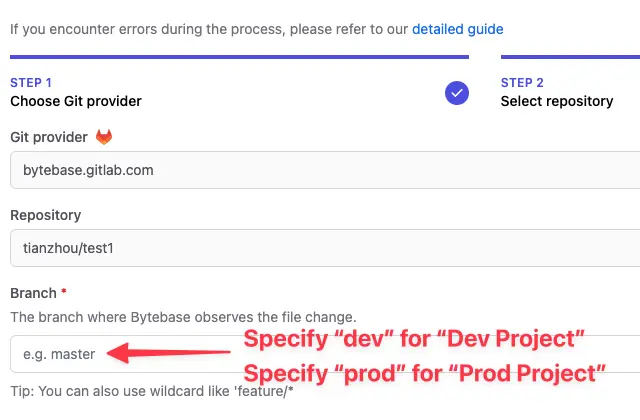 If you encounter errors during the process, please refer to our detailed guide
STEP 1
Choose Git provider
STEP 2
Select repository
Git provider
bytebase.gitlab.com
Repository
tianzhou/test1
Branch *
The branch where Bytebase observes the file change.
Specify “dev” for “Dev Project”
e.g. master
Specify “prod” for “Prod Project”
Tip: You can also use wildcard like 'feature/*